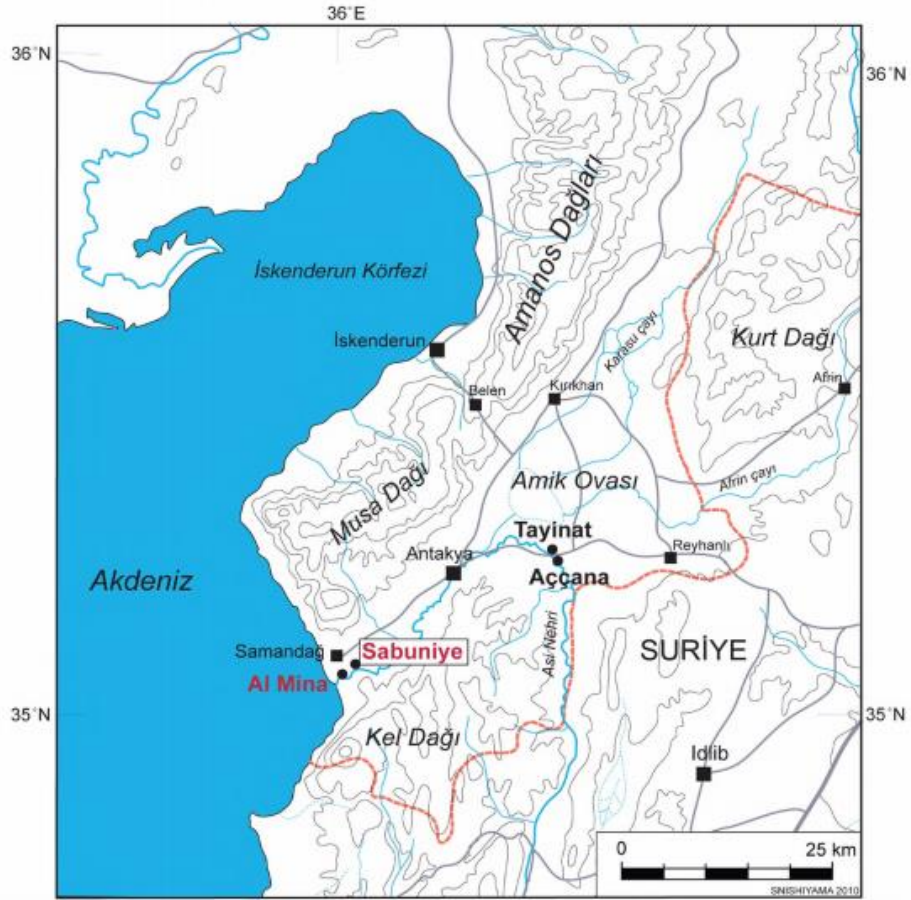 36°E
36°N
36°N
Amanos Dağları
İskenderun Körfezi
İskenderun
Karasu çayı
Kurt Dağı
Belen
Kırıkhan
Afrin
Musa Dağı
Amik Ovası
Afrin çayı
Tayinat
Antakya
Reyhanlı
Akdeniz
Aççana
Asi Nehri
Samandağ
Sabuniye
SURİYE
Al Mina
35°N
35°N
Kel Dağı
Idlib
0 25 km
SNISHIYAMA 2010